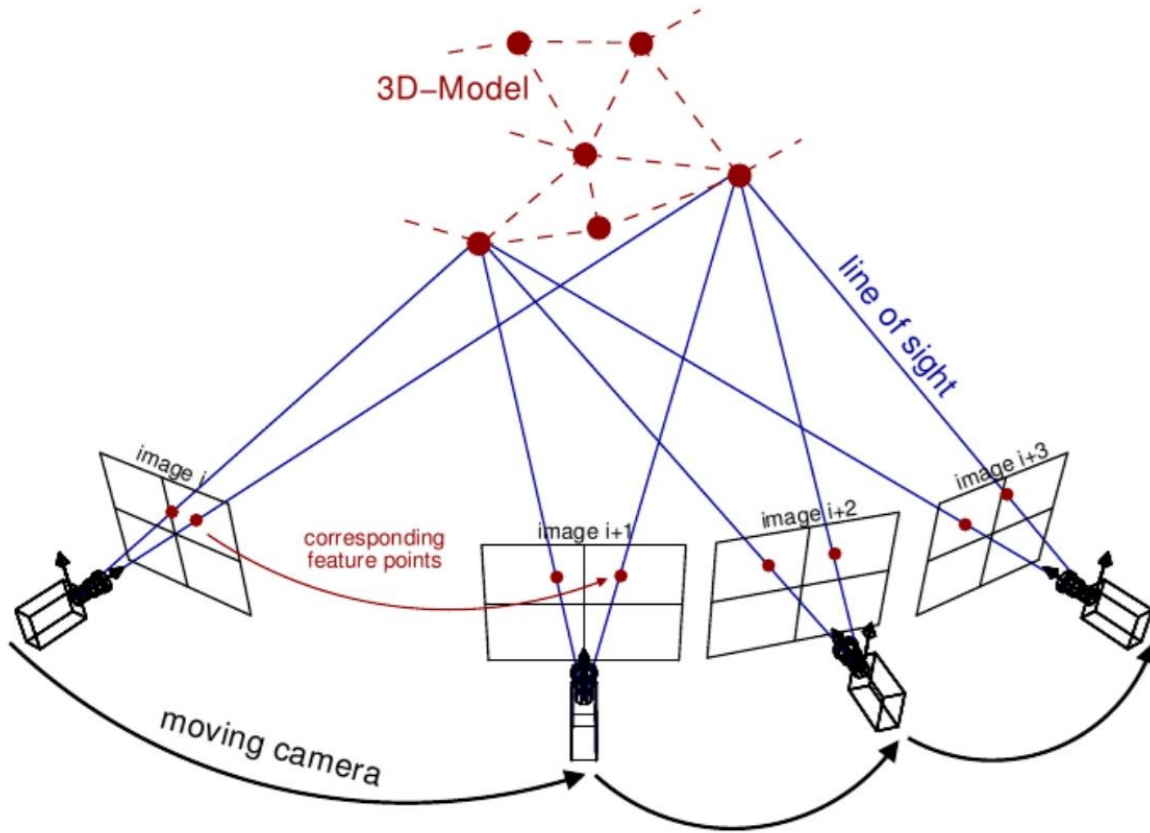 3D-Model
line of sight
image i
image i+1
image i+2
image i+3
corresponding
feature points
moving camera